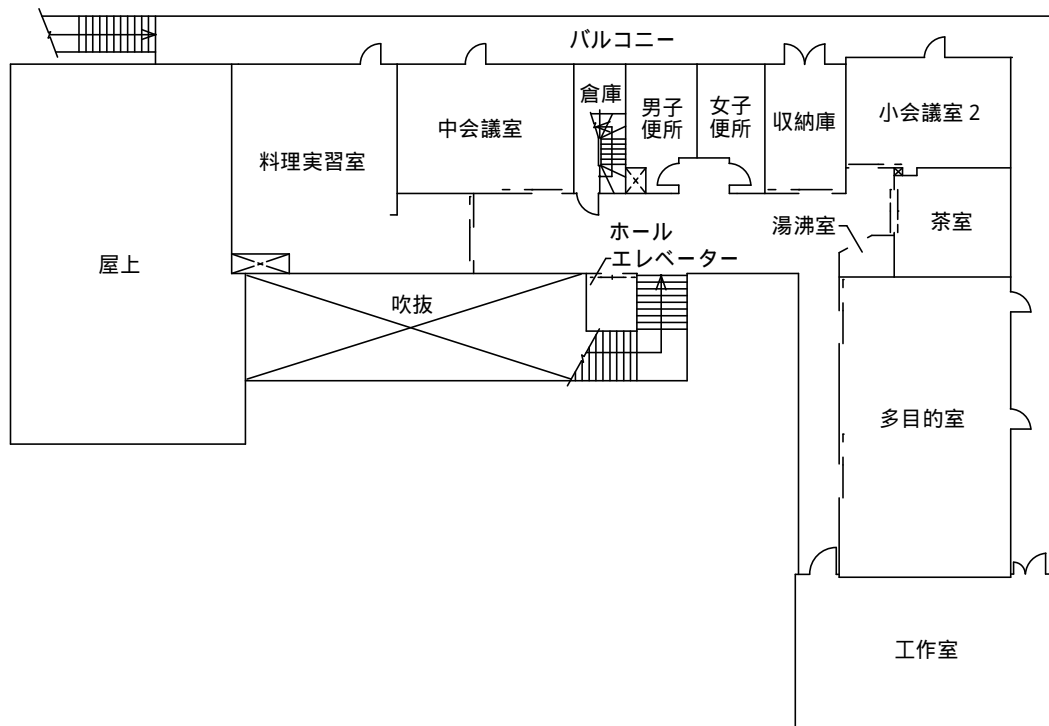 バルコニー
倉庫
男子
便所
女子
便所
収納庫
小会議室２
中会議室
料理実習室
湯沸室
茶室
ホール
エレベーター
屋上
吹抜
多目的室
工作室